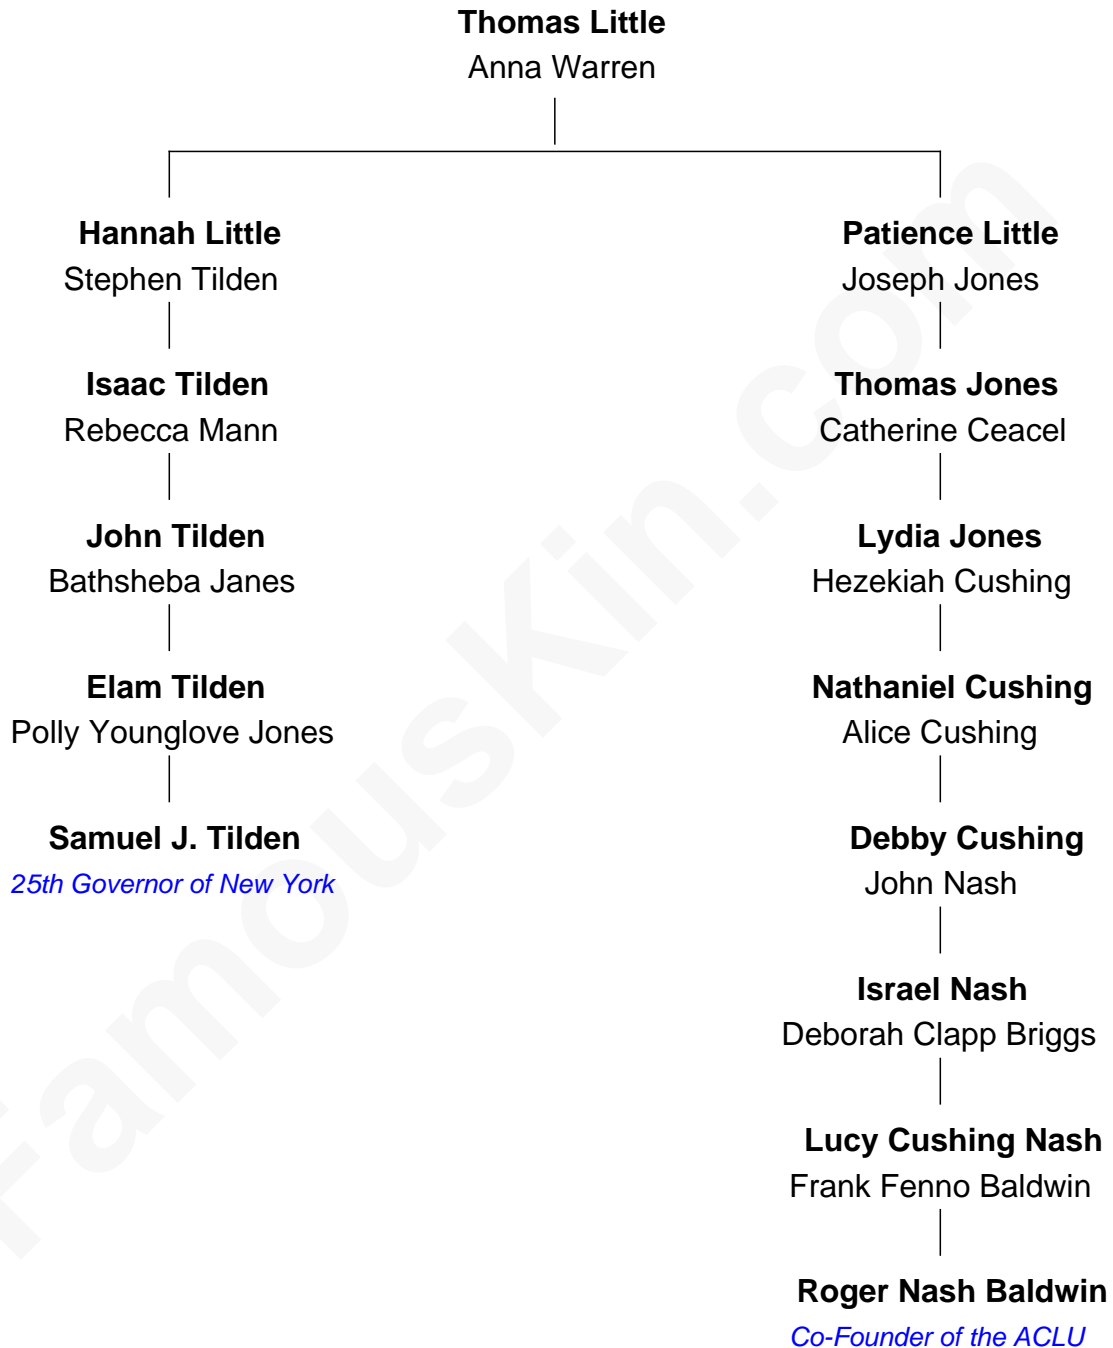 Thomas Little
Anna Warren
Hannah Little
Stephen Tilden
Isaac Tilden
Rebecca Mann
John Tilden
Bathsheba Janes
Elam Tilden
Polly Younglove Jones
Samuel J. Tilden
25th Governor of New York
Patience Little
Joseph Jones
Thomas Jones
Catherine Ceacel
Lydia Jones
Hezekiah Cushing
Nathaniel Cushing
Alice Cushing
Debby Cushing
John Nash
Israel Nash
Deborah Clapp Briggs
Lucy Cushing Nash
Frank Fenno Baldwin
Roger Nash Baldwin
Co-Founder of the ACLU
FamousKin.com